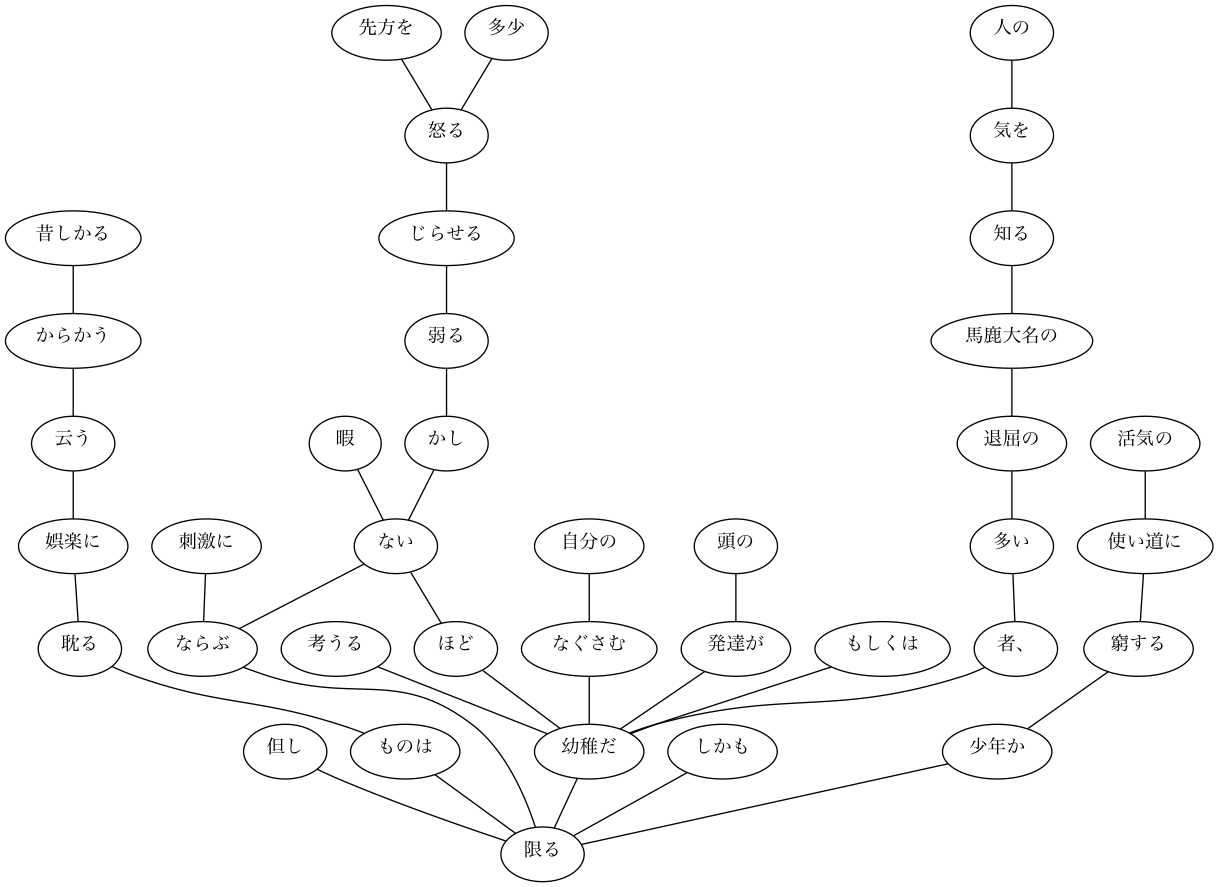 先方を
多少
人の
怒る
気を
昔しかる
じらせる
知る
からかう
弱る
馬鹿大名の
云う
暇
かし
退屈の
活気の
娯楽に
刺激に
ない
自分の
頭の
多い
使い道に
耽る
ならぶ
考うる
ほど
なぐさむ
発達が
もしくは
者、
窮する
但し
ものは
幼稚だ
しかも
少年か
限る